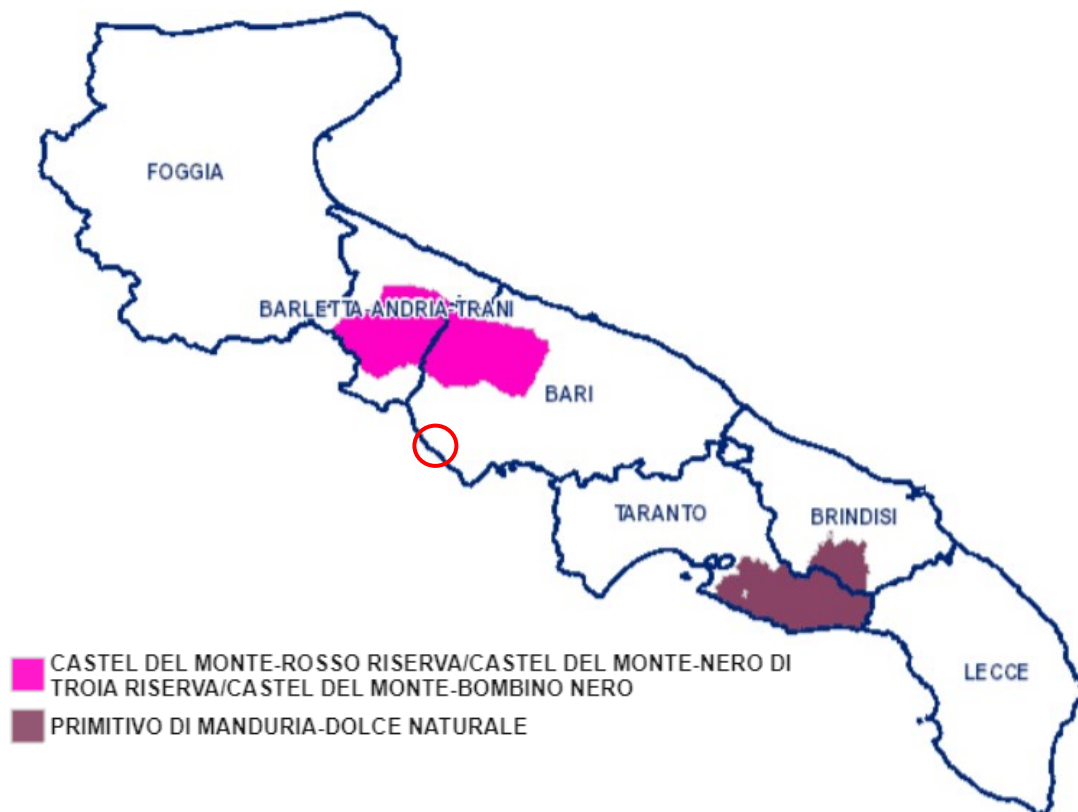 FOGGIA
BARLETTA-ANDRIA-TRANI
BARI
TARANTO
BRINDISI
LECCE
CASTEL DEL MONTE-ROSSO RISERVA/CASTEL DEL MONTE-NERO DI
TROIA RISERVA/CASTEL DEL MONTE-BOMBINO NERO
PRIMITIVO DI MANDURIA-DOLCE NATURALE